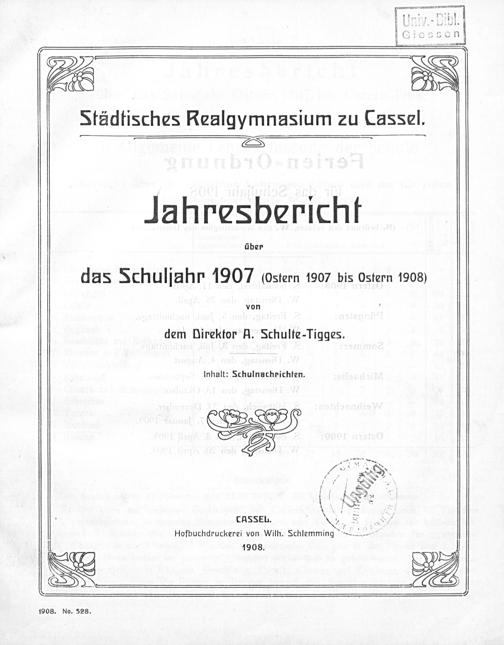 Univ.-Bibl.
Giessen
Städtisches Realgymnasium zu Cassel.
Jahresbericht
über
das Schuljahr 1907 (Ostern 1907 bis Ostern 1908)
von
dem Direktor A. Schulte-Tigges.
Inhalt: Schulnachrichten.
Ungültig
CASSEL.
Hofbuchdruckerei von Wilh. Schlemming
1908.
1908. No. 528.